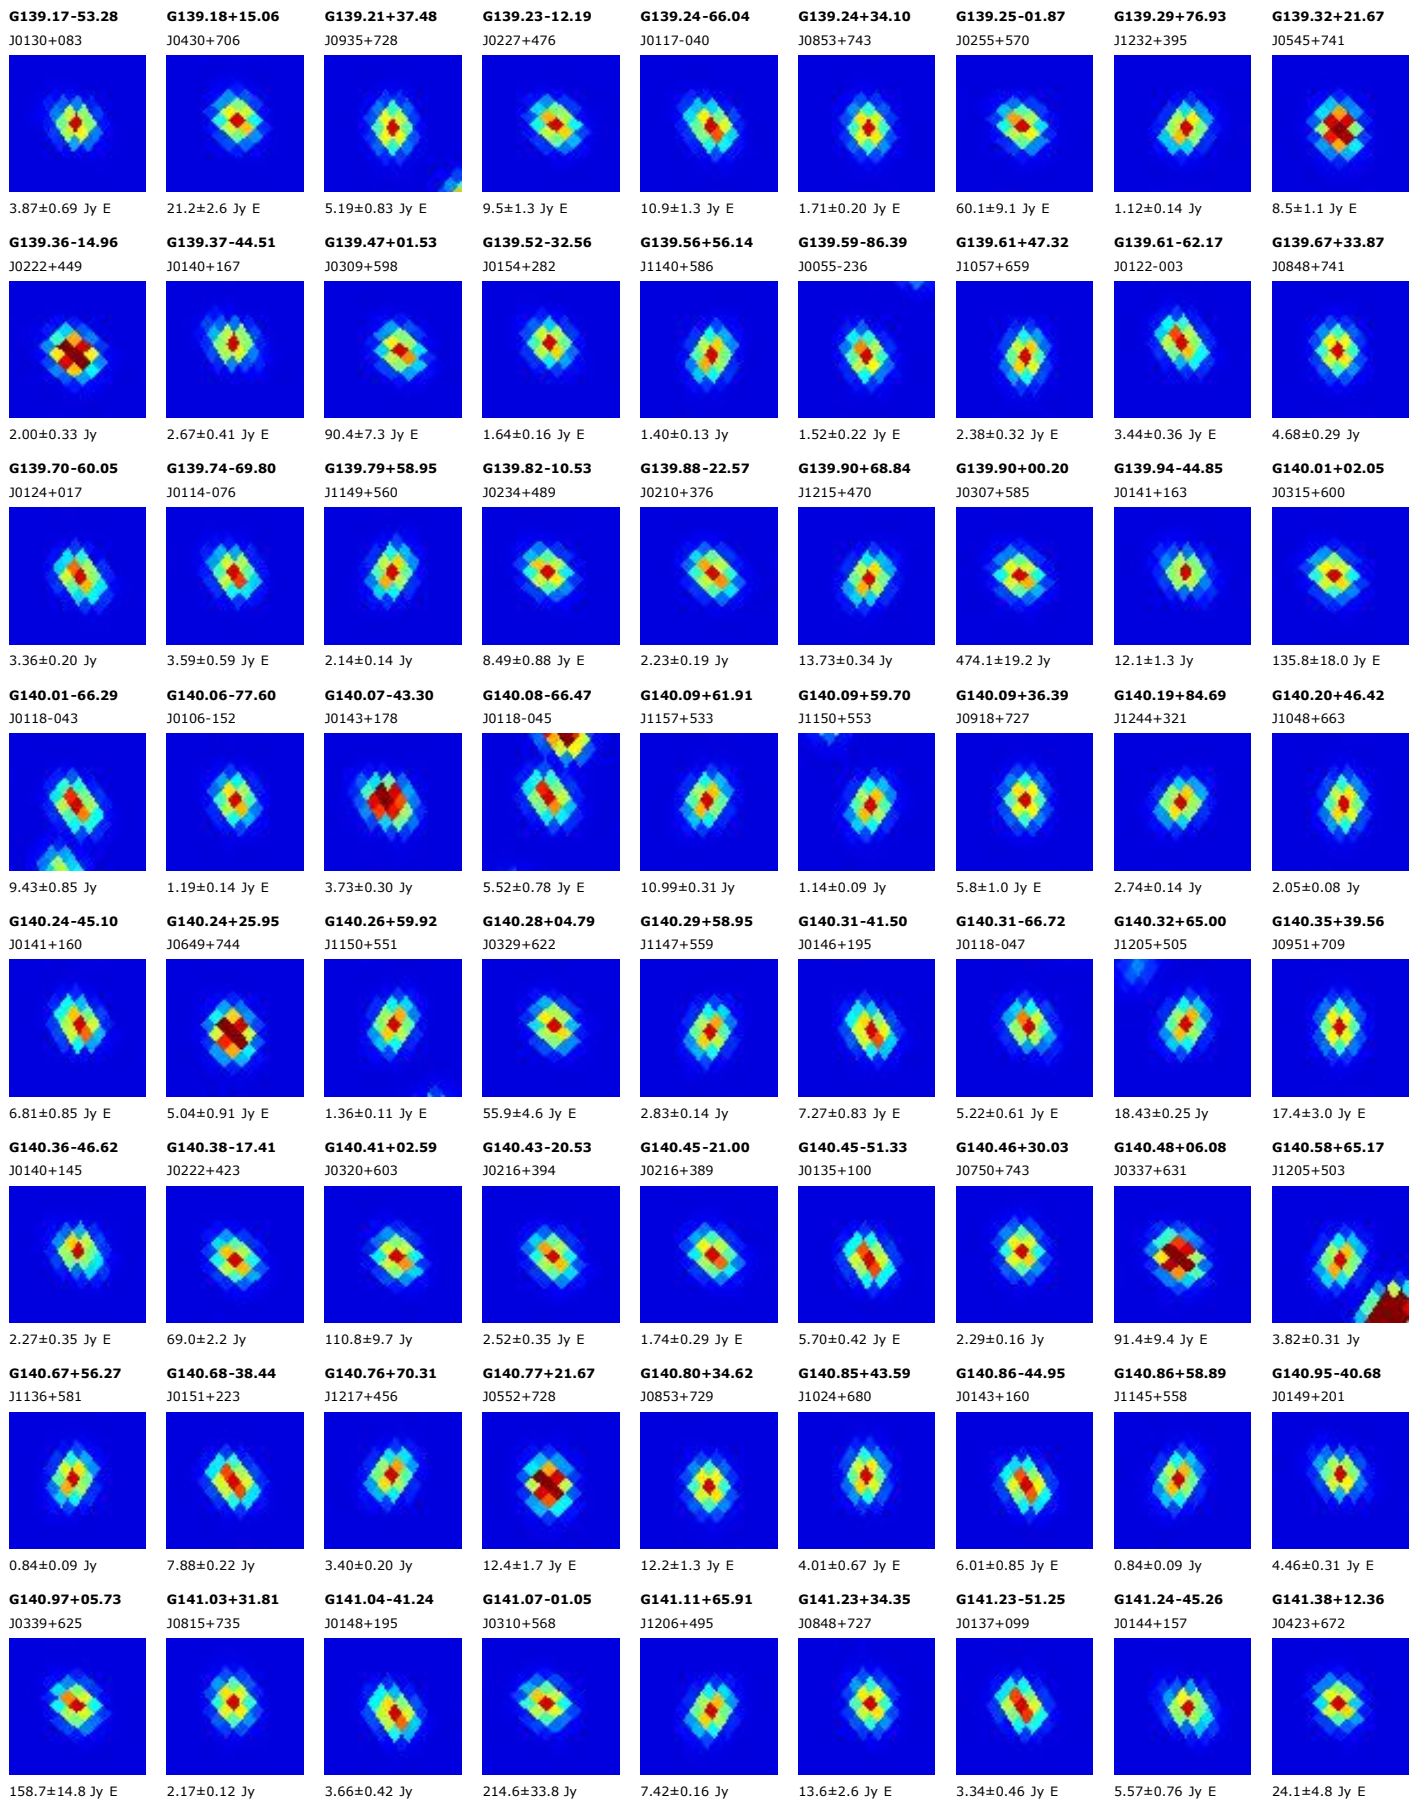 G139.17-53.28 G139.18+15.06 G139.21+37.48 G139.23-12.19 G139.24-66.04 G139.24+34.10 G139.25-01.87 G139.29+76.93 G139.32+21.67
J0130+083 J0430+706 J0935+728 J0227+476 J0117-040 J0853+743 J0255+570 J1232+395 J0545+741
3.87±0.69 Jy E 21.2±2.6 Jy E 5.19±0.83 Jy E 9.5±1.3 Jy E 10.9±1.3 Jy E 1.71±0.20 Jy E 60.1±9.1 Jy E 1.12±0.14 Jy 8.5±1.1 Jy E
G139.36-14.96 G139.37-44.51 G139.47+01.53 G139.52-32.56 G139.56+56.14 G139.59-86.39 G139.61+47.32 G139.61-62.17 G139.67+33.87
J0222+449 J0140+167 J0309+598 J0154+282 J1140+586 J0055-236 J1057+659 J0122-003 J0848+741
2.00±0.33 Jy 2.67±0.41 Jy E 90.4±7.3 Jy E 1.64±0.16 Jy E 1.40±0.13 Jy 1.52±0.22 Jy E 2.38±0.32 Jy E 3.44±0.36 Jy E 4.68±0.29 Jy
G139.70-60.05 G139.74-69.80 G139.79+58.95 G139.82-10.53 G139.88-22.57 G139.90+68.84 G139.90+00.20 G139.94-44.85 G140.01+02.05
J0124+017 J0114-076 J1149+560 J0234+489 J0210+376 J1215+470 J0307+585 J0141+163 J0315+600
3.36±0.20 Jy 3.59±0.59 Jy E 2.14±0.14 Jy 8.49±0.88 Jy E 2.23±0.19 Jy 13.73±0.34 Jy 474.1±19.2 Jy 12.1±1.3 Jy 135.8±18.0 Jy E
G140.01-66.29 G140.06-77.60 G140.07-43.30 G140.08-66.47 G140.09+61.91 G140.09+59.70 G140.09+36.39 G140.19+84.69 G140.20+46.42
J0118-043 J0106-152 J0143+178 J0118-045 J1157+533 J1150+553 J0918+727 J1244+321 J1048+663
9.43±0.85 Jy 1.19±0.14 Jy E 3.73±0.30 Jy 5.52±0.78 Jy E 10.99±0.31 Jy 1.14±0.09 Jy 5.8±1.0 Jy E 2.74±0.14 Jy 2.05±0.08 Jy
G140.24-45.10 G140.24+25.95 G140.26+59.92 G140.28+04.79 G140.29+58.95 G140.31-41.50 G140.31-66.72 G140.32+65.00 G140.35+39.56
J0141+160 J0649+744 J1150+551 J0329+622 J1147+559 J0146+195 J0118-047 J1205+505 J0951+709
6.81±0.85 Jy E 5.04±0.91 Jy E 1.36±0.11 Jy E 55.9±4.6 Jy E 2.83±0.14 Jy 7.27±0.83 Jy E 5.22±0.61 Jy E 18.43±0.25 Jy 17.4±3.0 Jy E
G140.36-46.62 G140.38-17.41 G140.41+02.59 G140.43-20.53 G140.45-21.00 G140.45-51.33 G140.46+30.03 G140.48+06.08 G140.58+65.17
J0140+145 J0222+423 J0320+603 J0216+394 J0216+389 J0135+100 J0750+743 J0337+631 J1205+503
2.27±0.35 Jy E 69.0±2.2 Jy 110.8±9.7 Jy 2.52±0.35 Jy E 1.74±0.29 Jy E 5.70±0.42 Jy E 2.29±0.16 Jy 91.4±9.4 Jy E 3.82±0.31 Jy
G140.67+56.27 G140.68-38.44 G140.76+70.31 G140.77+21.67 G140.80+34.62 G140.85+43.59 G140.86-44.95 G140.86+58.89 G140.95-40.68
J1136+581 J0151+223 J1217+456 J0552+728 J0853+729 J1024+680 J0143+160 J1145+558 J0149+201
0.84±0.09 Jy 7.88±0.22 Jy 3.40±0.20 Jy 12.4±1.7 Jy E 12.2±1.3 Jy E 4.01±0.67 Jy E 6.01±0.85 Jy E 0.84±0.09 Jy 4.46±0.31 Jy E
G140.97+05.73 G141.03+31.81 G141.04-41.24 G141.07-01.05 G141.11+65.91 G141.23+34.35 G141.23-51.25 G141.24-45.26 G141.38+12.36
J0339+625 J0815+735 J0148+195 J0310+568 J1206+495 J0848+727 J0137+099 J0144+157 J0423+672
158.7±14.8 Jy E 2.17±0.12 Jy 3.66±0.42 Jy 214.6±33.8 Jy 7.42±0.16 Jy 13.6±2.6 Jy E 3.34±0.46 Jy E 5.57±0.76 Jy E 24.1±4.8 Jy E